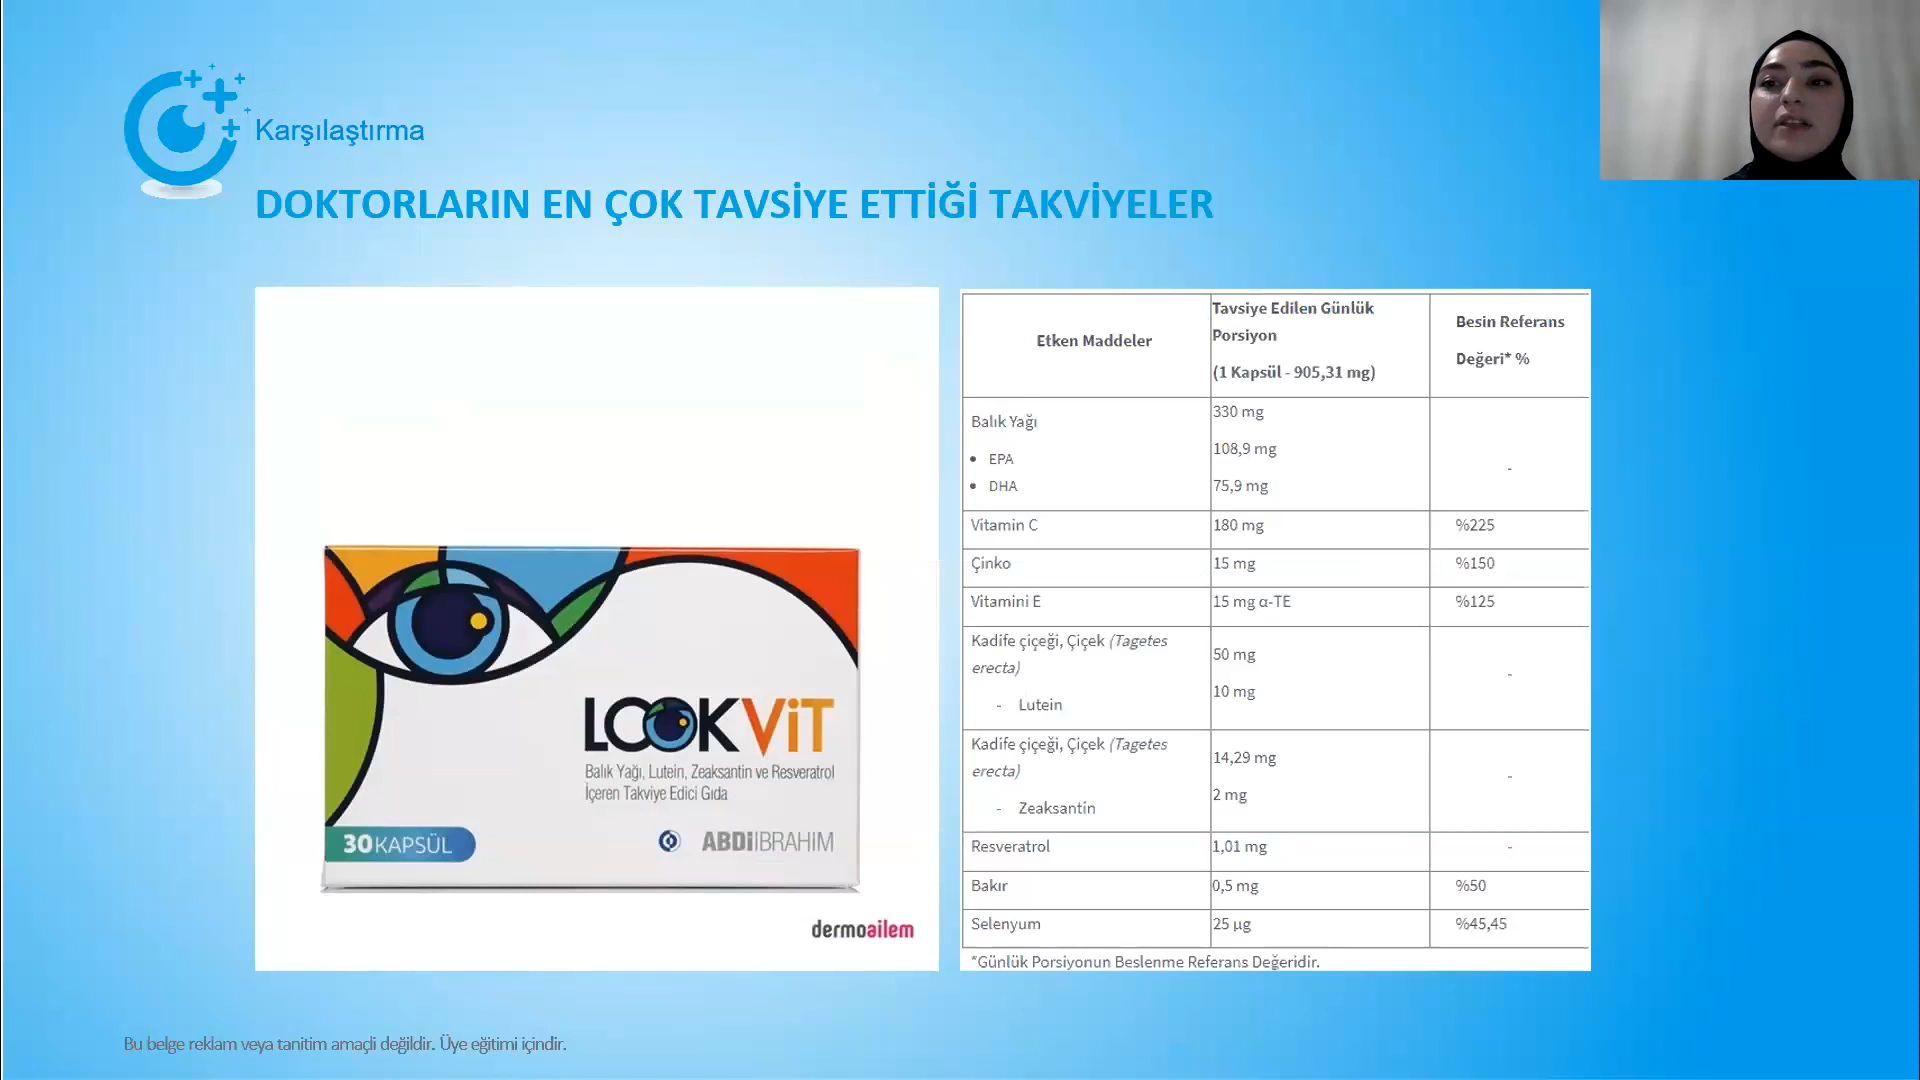 Karşılaştırma
DOKTORLARIN EN ÇOK TAVSİYE ETTİĞİ TAKVİYELER
LOOKViT
Balık Yağı, Lutein, Zeaksantin ve Resveratrol
İçeren Takviye Edici Gıda
30 KAPSÜL
ABDİ İBRAHİM
dermoailem
Etken Maddeler
Tavsiye Edilen Günlük
Porsiyon
(1 Kapsül - 905,31 mg)
Besin Referans
Değeri* %
Balık Yağı
• EPA
• DHA
330 mg
108,9 mg
75,9 mg
-
Vitamin C 180 mg %225
Çinko 15 mg %150
Vitamini E 15 mg α-TE %125
Kadife çiçeği, Çiçek (Tagetes
erecta)
- Lutein
50 mg
10 mg
-
Kadife çiçeği, Çiçek (Tagetes
erecta)
- Zeaksantin
14,29 mg
2 mg
-
Resveratrol 1,01 mg -
Bakır 0,5 mg %50
Selenyum 25 µg %45,45
*Günlük Porsiyonun Beslenme Referans Değeridir.
Bu belge reklam veya tanitim amaçli değildir. Üye eğitimi içindir.